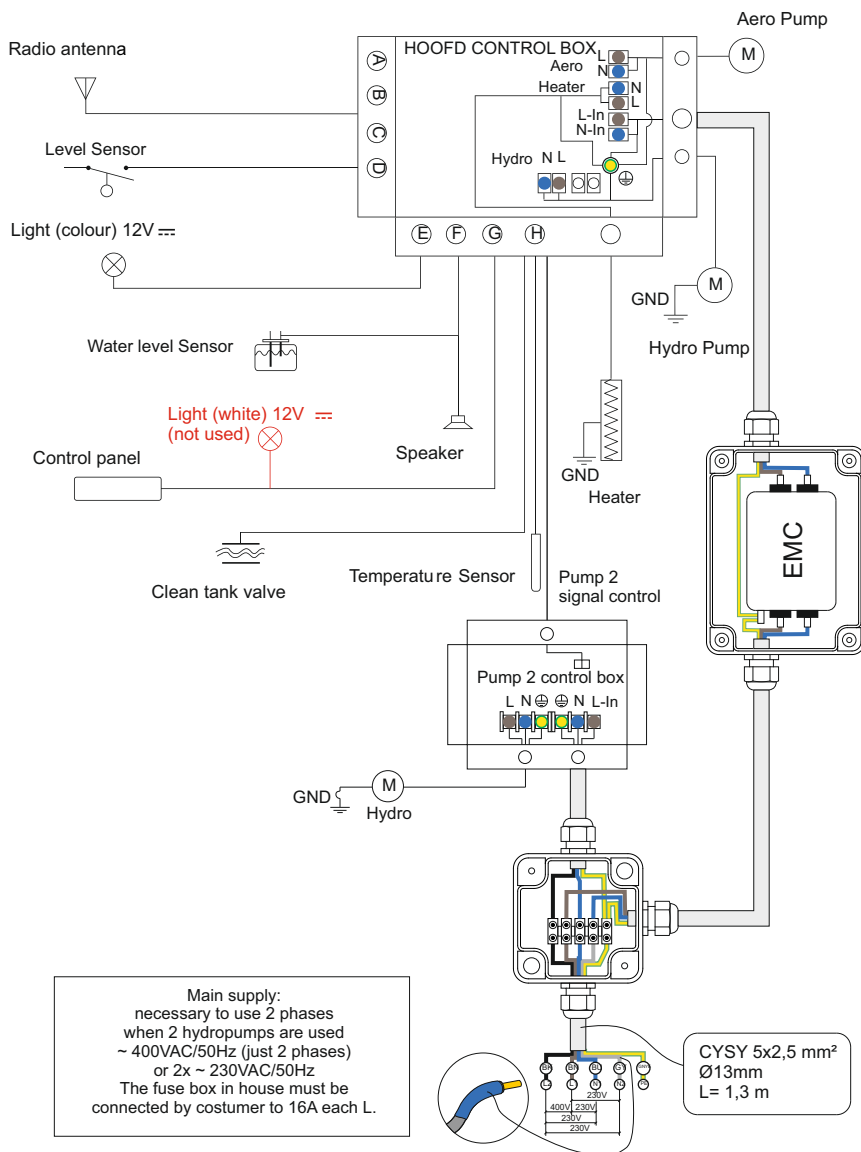 Aero Pump
Radio antenna
HOOFD CONTROL BOX
M
A
B
C
D
L
Aero
N
Heater
N
L
L-In
N-In
Hydro N L
Level Sensor
Light (colour) 12V
E
F
G
H
M
GND
Hydro Pump
Water level Sensor
Light (white) 12V
(not used)
Speaker
Control panel
GND
Heater
EMC
Clean tank valve
Temperature Sensor
Pump 2
signal control
Pump 2 control box
L N N L-In
GND
M
Hydro
Main supply:
necessary to use 2 phases
when 2 hydropumps are used
~ 400VAC/50Hz (just 2 phases)
or 2x ~ 230VAC/50Hz
The fuse box in house must be
connected by costumer to 16A each L.
CYSY 5x2,5 mm²
Ø13mm
L= 1,3 m
BK BN BU GY
L2 L N
230V
400V 230V
230V
230V